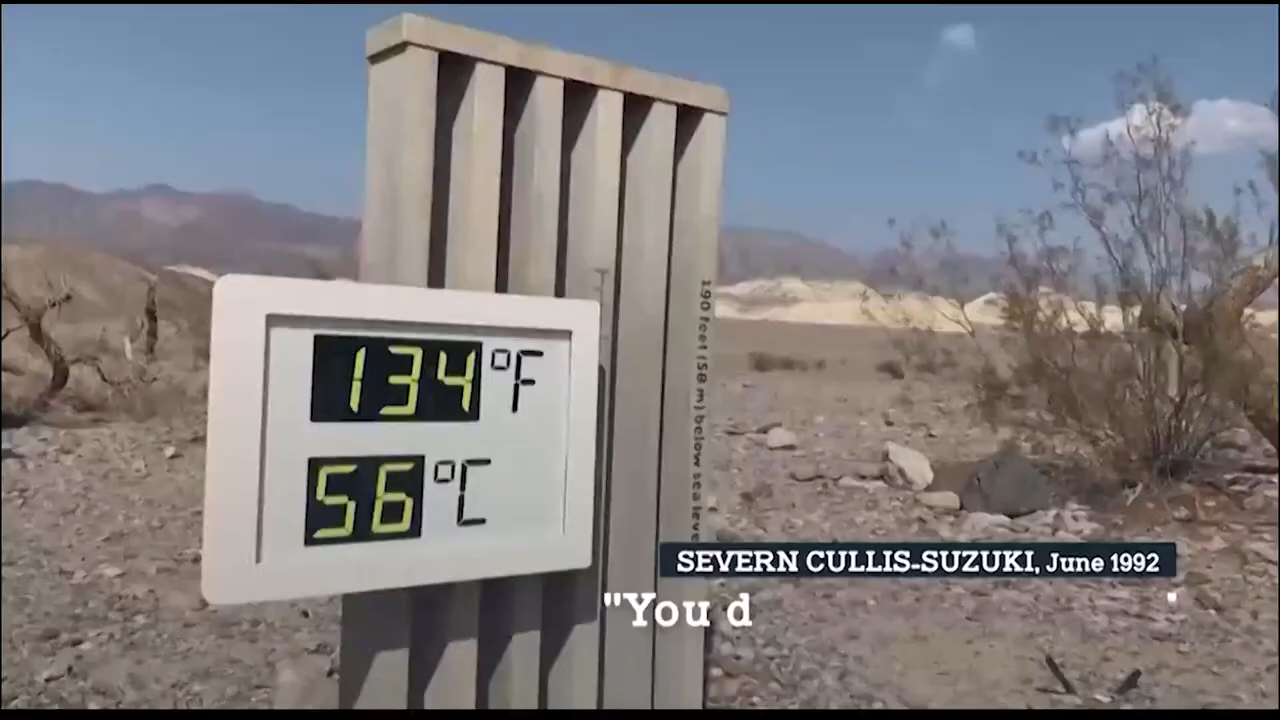 134 °F
56 °C
190 feet (58 m) below sea leve
SEVERN CULLIS-SUZUKI, June 1992
"You d "